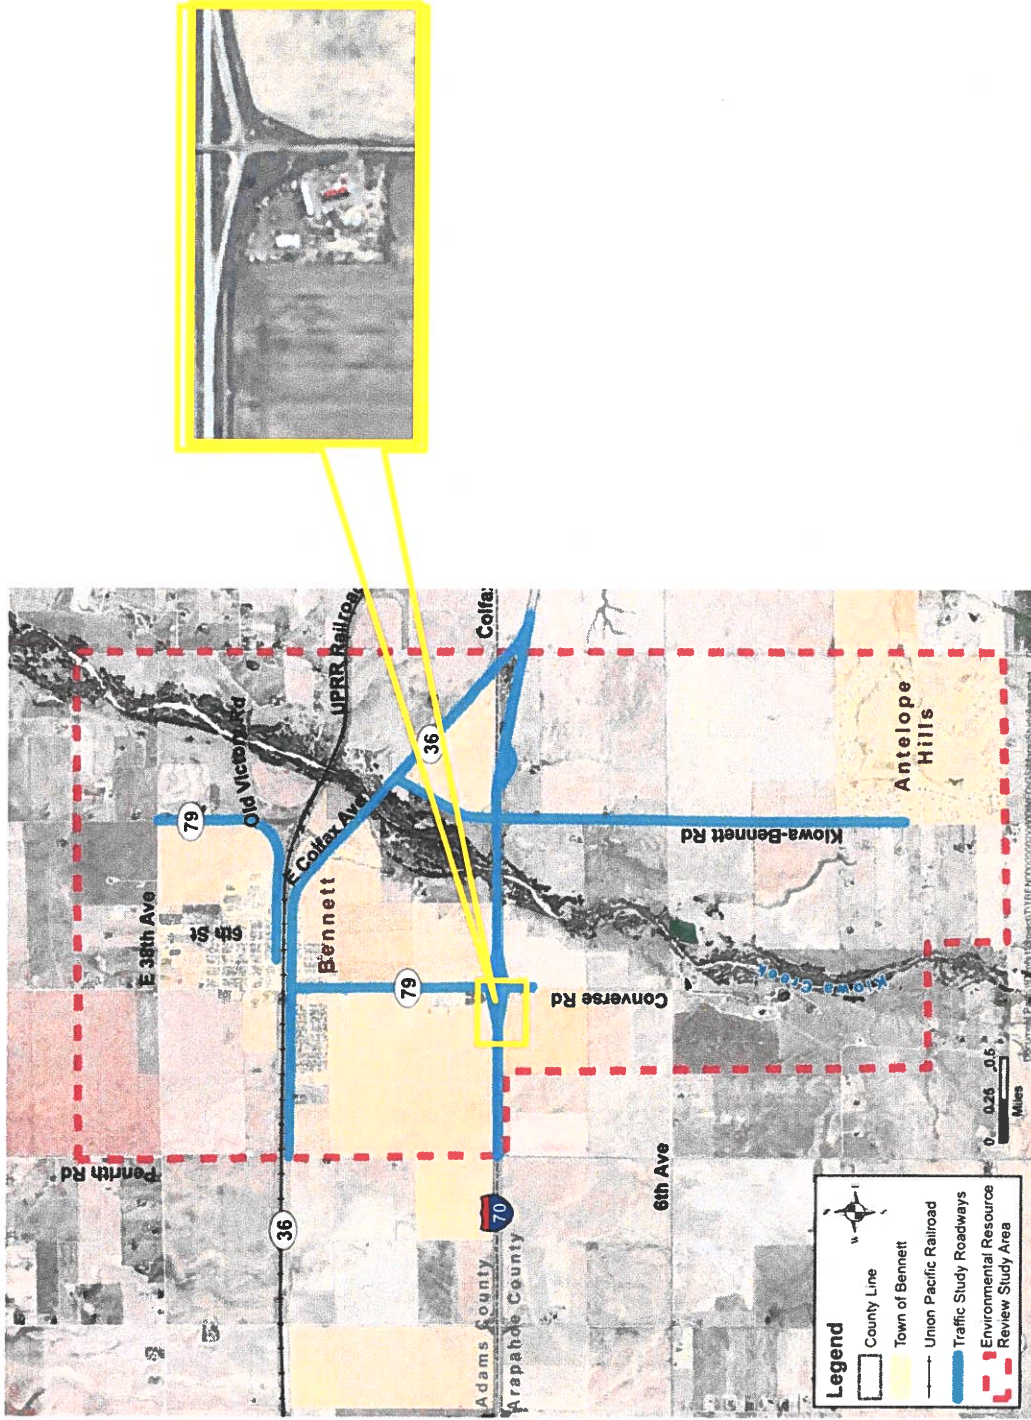 79
Old Victory Rd
UPRR Railroad
E 38th Ave
6th St
E Colfax Ave
36
Colfax
Bennett
79
Kiowa-Bennett Rd
Antelope
Hills
Converse Rd
Kiowa Creek
Penrith Rd
36
6th Ave
70
Adams County
Arapahoe County
0 0.25 0.5
Miles
Legend
County Line
Town of Bennett
Union Pacific Railroad
Traffic Study Roadways
Environmental Resource
Review Study Area
W
E